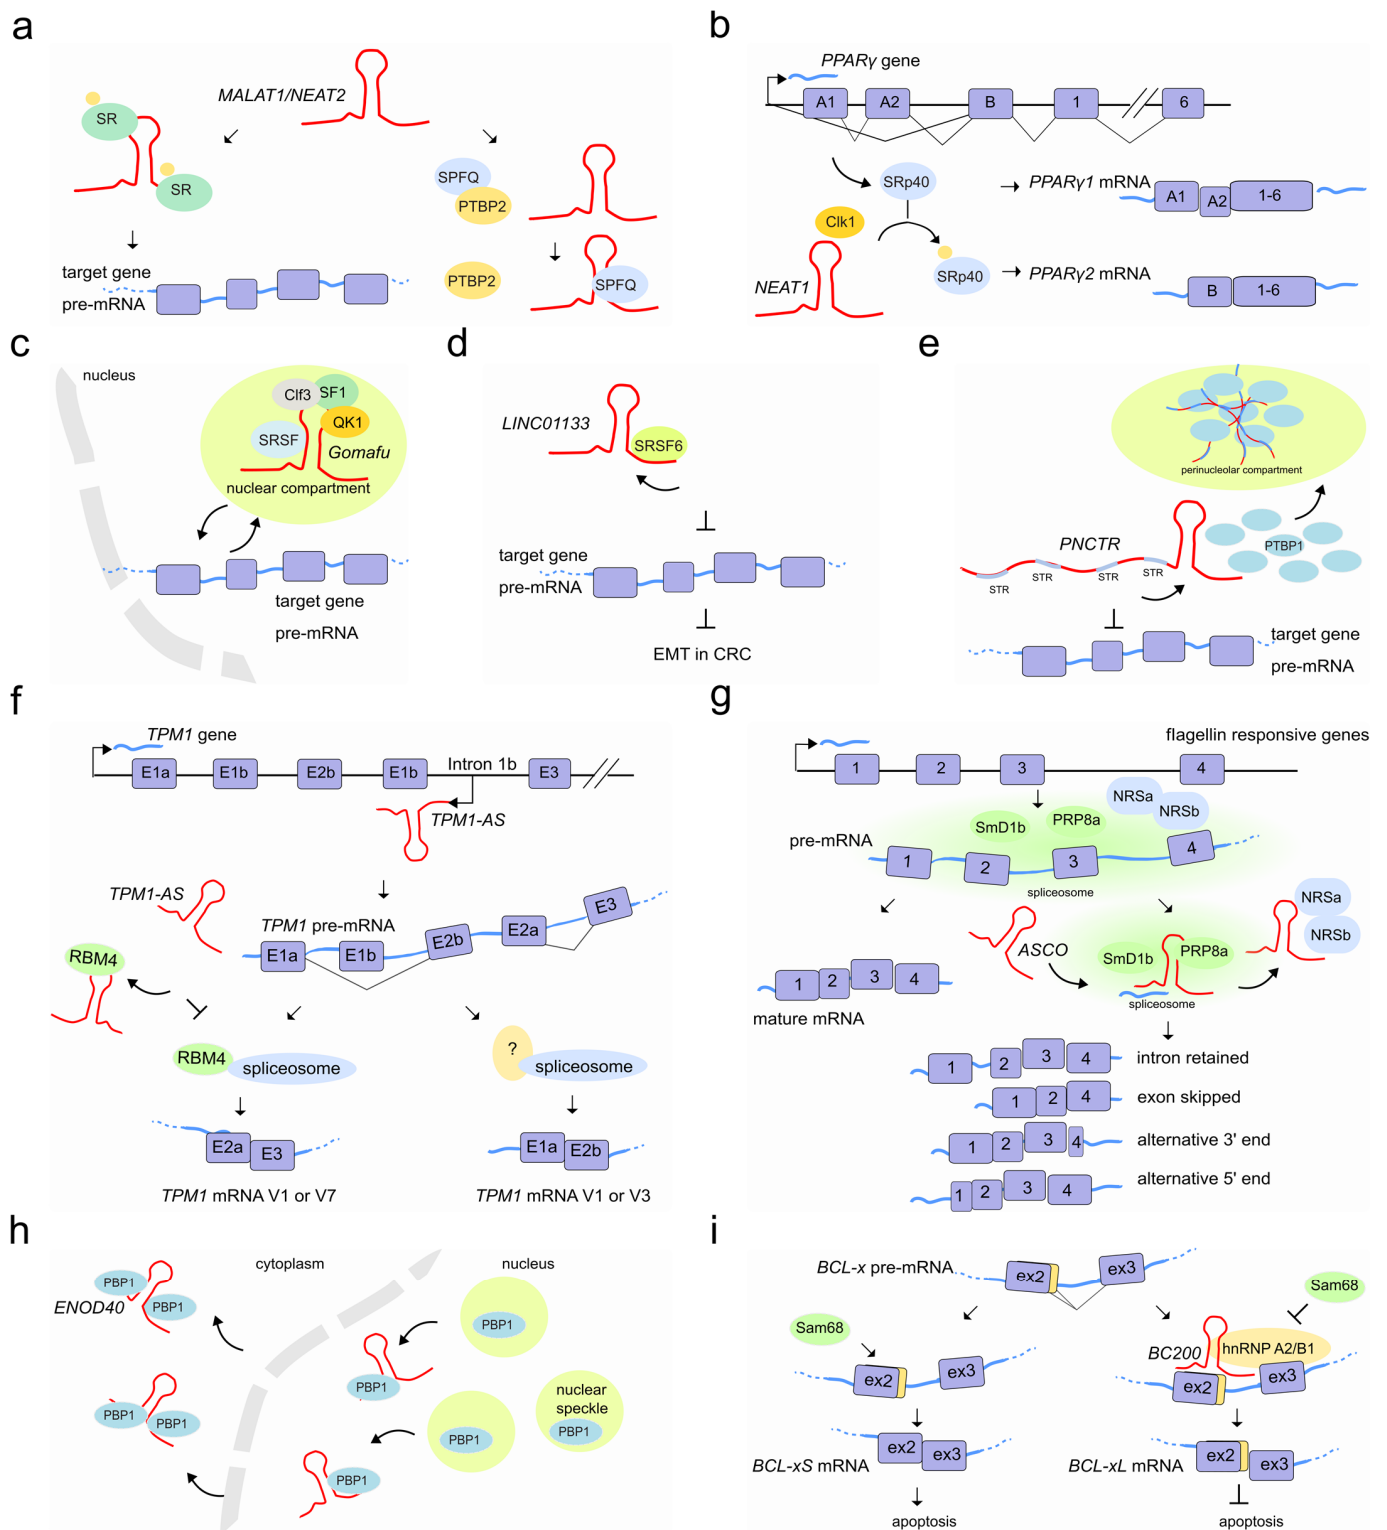 a
MALAT1/NEAT2
SR
SR
SPFQ
PTBP2
target gene
pre-mRNA
PTBP2
SPFQ
b
PPARγ gene
A1 A2 B 1 6
SRp40
PPARγ1 mRNA
A1 A2 1-6
Clk1
NEAT1
SRp40
PPARγ2 mRNA
B 1-6
c
nucleus
Clf3 SF1
QK1
SRSF
Gomafu
nuclear compartment
target gene
pre-mRNA
d
LINC01133
SRSF6
target gene
pre-mRNA
EMT in CRC
e
perinucleolar compartment
PNCTR
PTBP1
STR STR STR STR
target gene
pre-mRNA
f
TPM1 gene
Intron 1b
E1a E1b E2b E1b E3
TPM1-AS
TPM1-AS
TPM1 pre-mRNA
E1a E1b E2b E2a E3
RBM4
?
RBM4 spliceosome
spliceosome
E2a E3
E1a E2b
TPM1 mRNA V1 or V7
TPM1 mRNA V1 or V3
g
flagellin responsive genes
1 2 3 4
NRSa
NRSb
SmD1b PRP8a
pre-mRNA
1 2 3 4
spliceosome
ASCO
NRSa
NRSb
SmD1b PRP8a
spliceosome
1 2 3 4
mature mRNA
1 2 3 4 intron retained
1 2 4 exon skipped
1 2 3 4 alternative 3' end
1 2 3 4 alternative 5' end
h
cytoplasm
nucleus
PBP1
ENOD40 PBP1
PBP1
PBP1
nuclear
speckle
PBP1
PBP1
PBP1 PBP1
PBP1
i
BCL-x pre-mRNA
ex2 ex3
Sam68
Sam68
BC200 hnRNP A2/B1
ex2 ex3
ex2 ex3
BCL-xS mRNA
ex2 ex3
BCL-xL mRNA
ex2 ex3
apoptosis
apoptosis